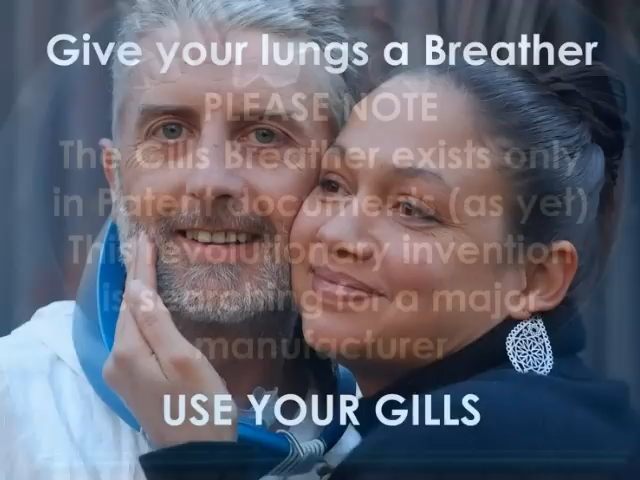 Give your lungs a Breather
PLEASE NOTE
The Gills Breather exists only
in Patent documents (as yet)
This revolutionary invention
is searching for a major
manufacturer
USE YOUR GILLS